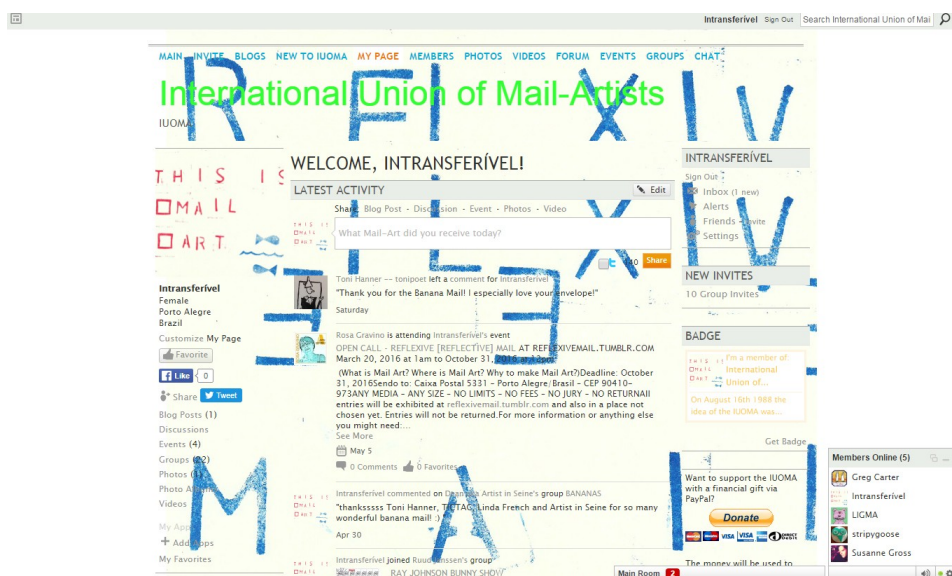 Intransferível Sign Out Search International Union of Mai
MAIN INVITE BLOGS NEW TO IUOMA MY PAGE MEMBERS PHOTOS VIDEOS FORUM EVENTS GROUPS CHAT
International Union of Mail-Artists
IUOMA
REFLEXIV
THIS IS
MAIL
ART
Intransferível
Female
Porto Alegre
Brazil
Customize My Page
Favorite
Like 0
Share Tweet
Blog Posts (1)
Discussions
Events (4)
Groups (22)
Photos
Photo Albums
Videos
My Apps
Add Apps
My Favorites
WELCOME, INTRANSFERÍVEL!
LATEST ACTIVITY Edit
Share: Blog Post - Discussion - Event - Photos - Video
What Mail-Art did you receive today?
Share
Toni Hanner ~~ tonipoet left a comment for Intransferível
"Thank you for the Banana Mail! I especially love your envelope!"
Saturday
Rosa Gravino is attending Intransferível's event
OPEN CALL - REFLEXIVE [REFLECTIVE] MAIL AT REFLEXIVEMAIL.TUMBLR.COM
March 20, 2016 at 1am to October 31, 2016 at 12pm
(What is Mail Art? Where is Mail Art? Why to make Mail Art?)Deadline: October
31, 2016Sendo to: Caixa Postal 5331 - Porto Alegre/Brasil - CEP 90410-
973ANY MEDIA - ANY SIZE - NO LIMITS - NO FEES - NO JURY - NO RETURNAll
entries will be exhibited at reflexivemail.tumblr.com and also in a place not
chosen yet. Entries will not be returned.For more information or anything else
you might need:...
See More
May 5
0 Comments 0 Favorites
Intransferível commented on Artist in Seine's group BANANAS
"thanksssss Toni Hanner, TICTAC, Linda French and Artist in Seine for so many
wonderful banana mail! :)"
Apr 30
Intransferível joined Ruud Janssen's group
RAY JOHNSON BUNNY SHOW
INTRANSFERÍVEL
Sign Out
Inbox (1 new)
Alerts
Friends - Invite
Settings
NEW INVITES
10 Group Invites
BADGE
THIS IS
MAIL
ART
I'm a member of
International
Union of...
On August 16th 1988 the
idea of the IUOMA was...
Get Badge
Want to support the IUOMA
with a financial gift via
PayPal?
Donate
VISA VISA
The money will be used to
Members Online (5)
Greg Carter
Intransferível
LIGMA
stripygoose
Susanne Gross
Main Room 2